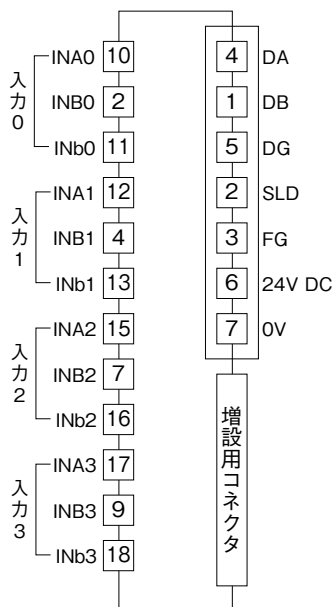 入力0
INA0 10
INB0 2
INb0 11
入力1
INA1 12
INB1 4
INb1 13
入力2
INA2 15
INB2 7
INb2 16
入力3
INA3 17
INB3 9
INb3 18
4 DA
1 DB
5 DG
2 SLD
3 FG
6 24V DC
7 0V
増設用コネクタ